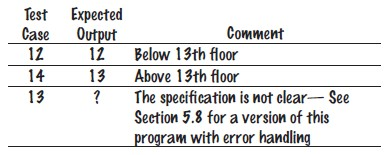 Test Expected
Case Output Comment
12 12 Below 13th floor
14 13 Above 13th floor
13 ? The specification is not clear— See
Section 5.8 for a version of this
program with error handling